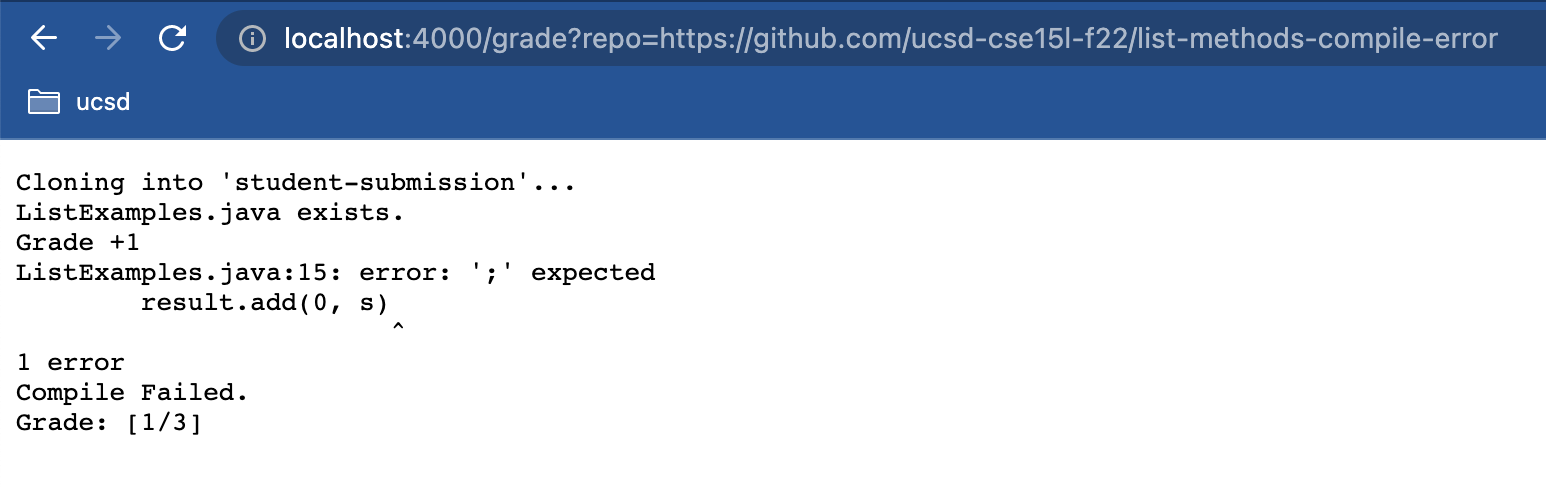 localhost:4000/grade?repo=https://github.com/ucsd-cse15l-f22/list-methods-compile-error
ucsd
Cloning into 'student-submission'...
ListExamples.java exists.
Grade +1
ListExamples.java:15: error: ';' expected
        result.add(0, s)
                        ^
1 error
Compile Failed.
Grade: [1/3]